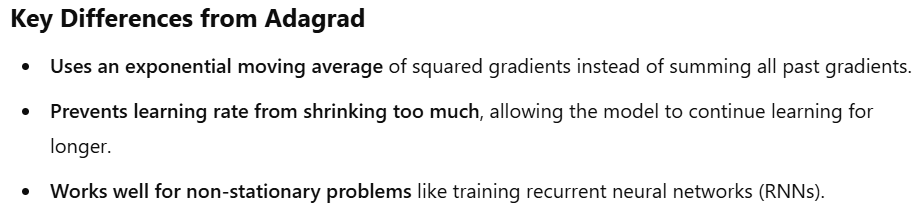 Key Differences from Adagrad
• Uses an exponential moving average of squared gradients instead of summing all past gradients.
• Prevents learning rate from shrinking too much, allowing the model to continue learning for
longer.
• Works well for non-stationary problems like training recurrent neural networks (RNNs).